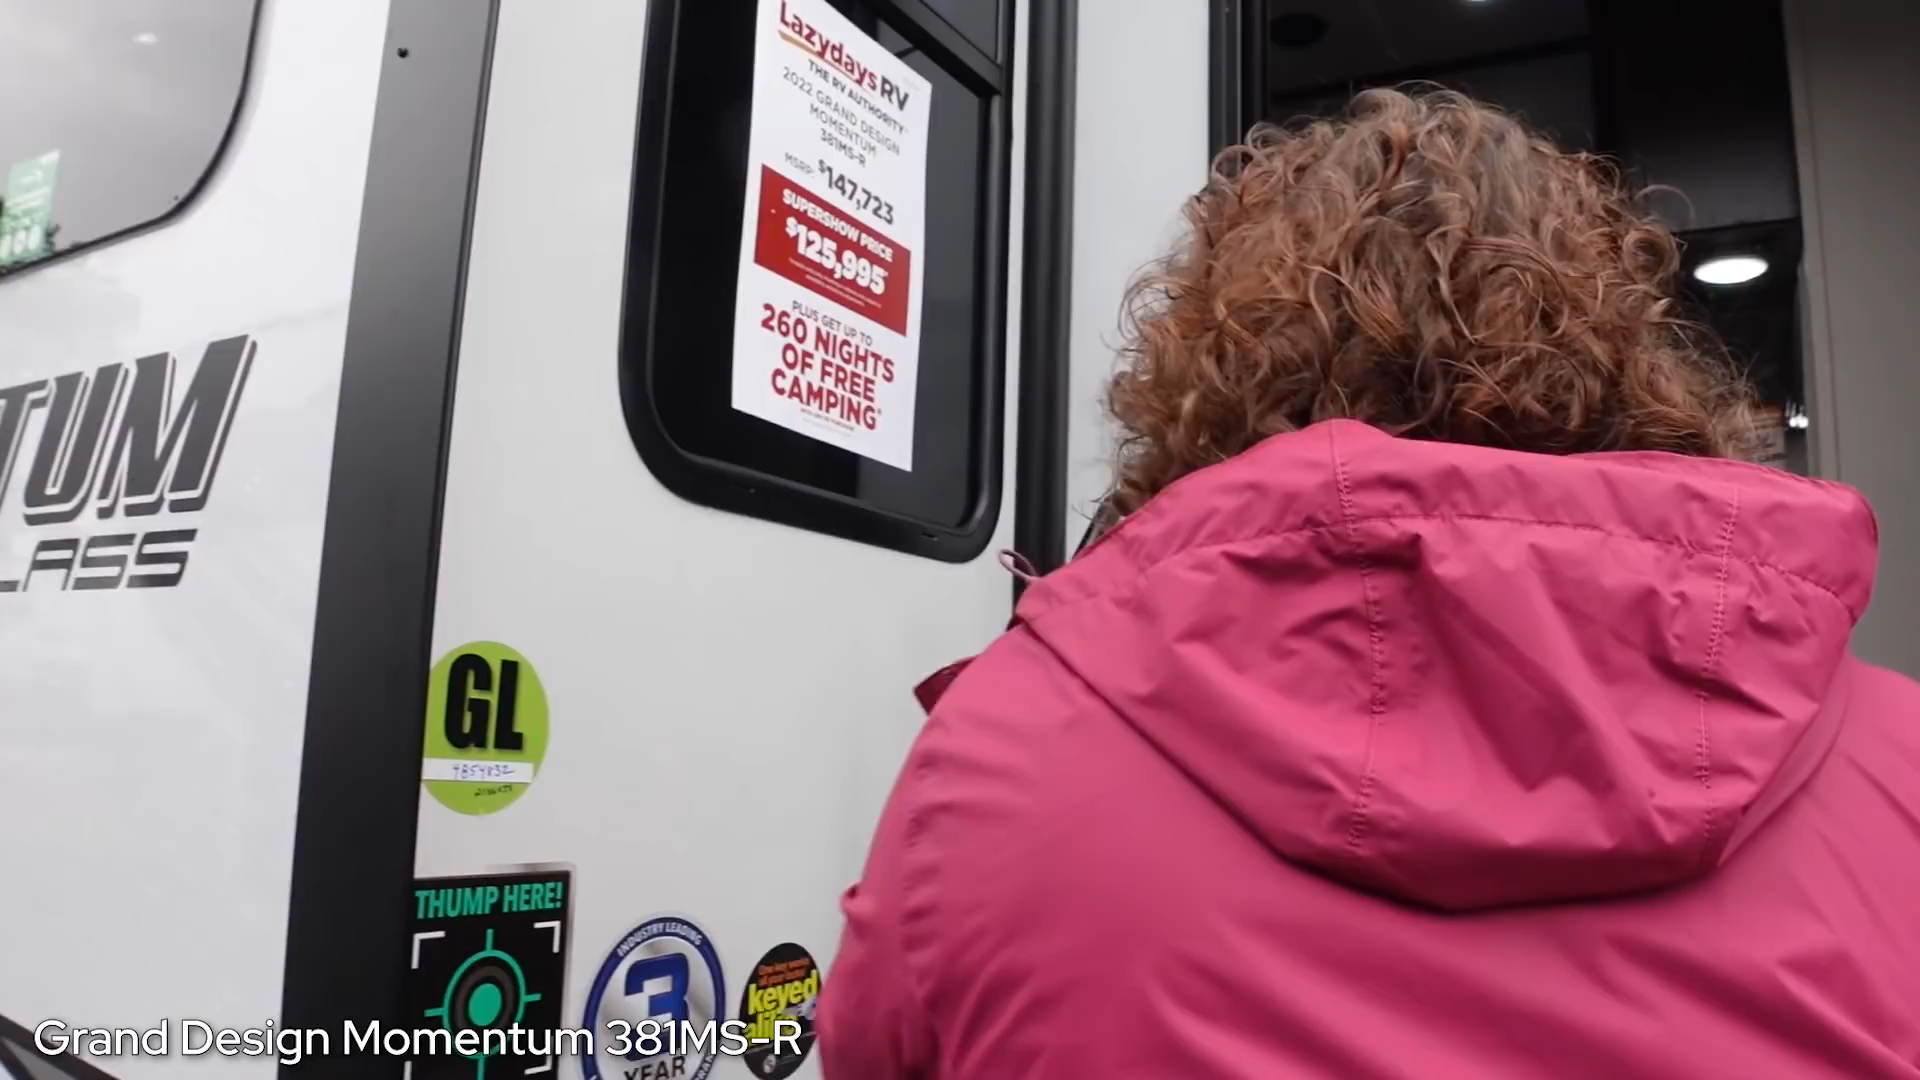 LazydaysRV
THE RV AUTHORITY
2022 GRAND DESIGN
MOMENTUM
381MS-R
MSRP: $147,723
SUPERSHOW PRICE
$125,995*
PLUS GET UP TO
260 NIGHTS
OF FREE
CAMPING*
TUM
LASS
GL
THUMP HERE!
INDUSTRY LEADING
3
YEAR
keyed
Grand Design Momentum 381MS-R